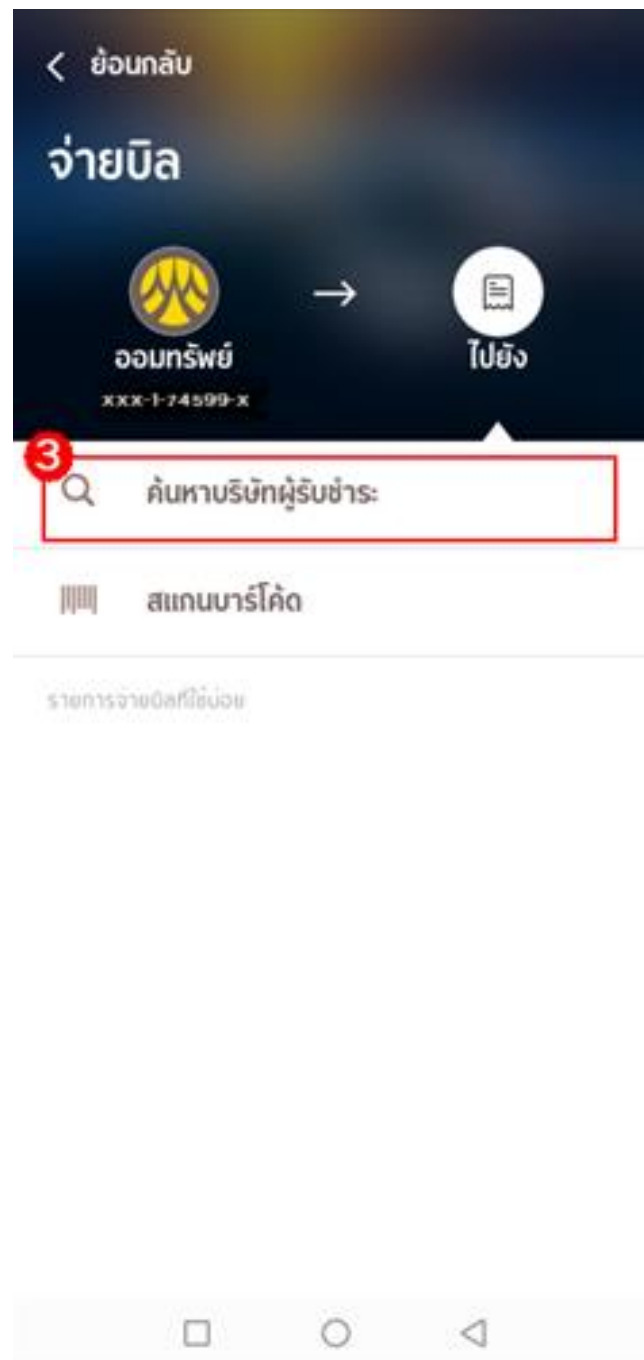 ย้อนกลับ
จ่ายบิล
ออมทรัพย์
xxx-1-74599-x
ไปยัง
3
ค้นหาบริษัทผู้รับชำระ
สแกนบาร์โค้ด
รายการจ่ายบิลที่ใช้บ่อย